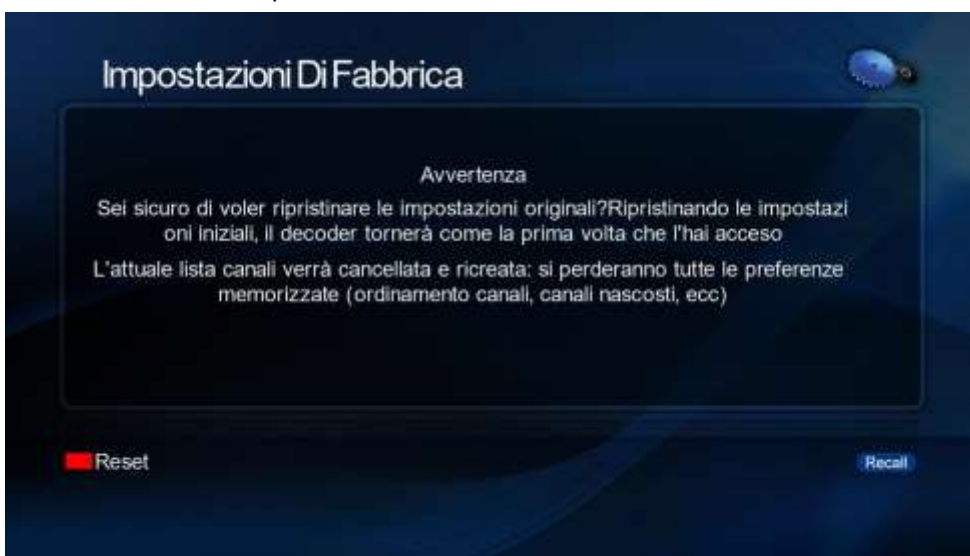 Impostazioni Di Fabbrica
Avvertenza
Sei sicuro di voler ripristinare le impostazioni originali?Ripristinando le impostazi
oni iniziali, il decoder tornerà come la prima volta che l'hai acceso
L'attuale lista canali verrà cancellata e ricreata: si perderanno tutte le preferenze
memorizzate (ordinamento canali, canali nascosti, ecc)
Reset
Recall